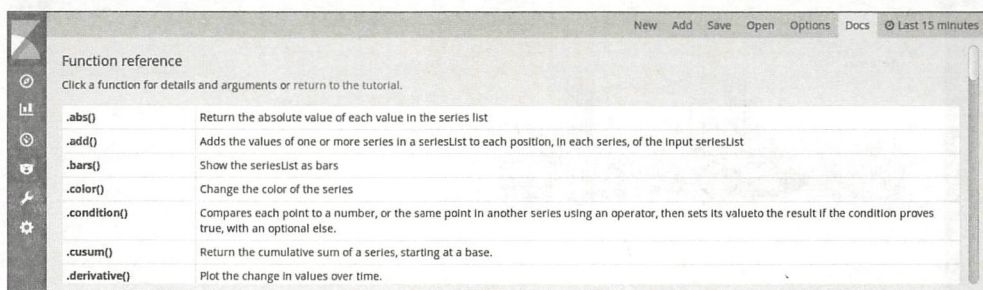 New Add Save Open Options Docs Last 15 minutes
Function reference
Click a function for details and arguments or return to the tutorial.
.abs() Return the absolute value of each value in the series list
.add() Adds the values of one or more series in a seriesList to each position, in each series, of the input seriesList
.bars() Show the seriesList as bars
.color() Change the color of the series
.condition() Compares each point to a number, or the same point in another series using an operator, then sets its valueto the result if the condition proves
true, with an optional else.
.cusum() Return the cumulative sum of a series, starting at a base.
.derivative() Plot the change in values over time.